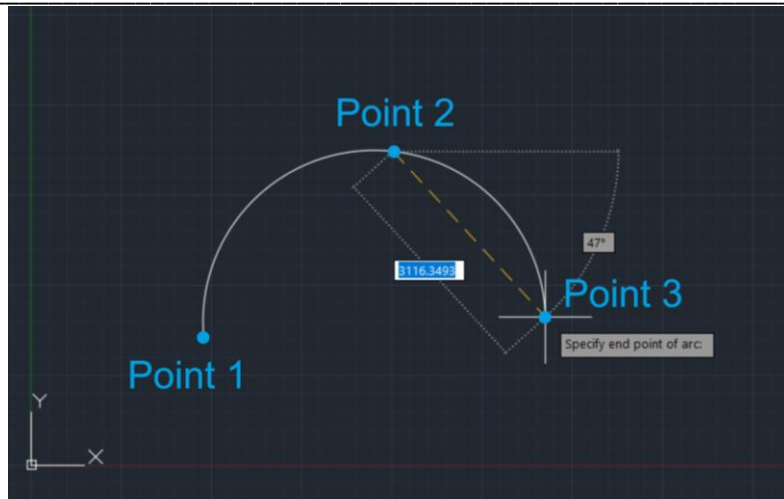 Point 2
47°
3116.3493
Point 3
Specify end point of arc:
Point 1
Y
X